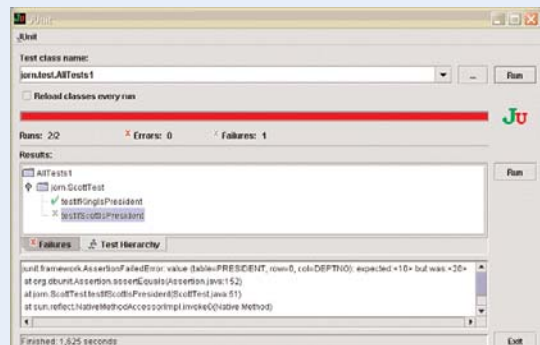 JUnit
JUnit
Test class name:
jorn.test.AllTests1
... Run
Reload classes every run
JU
Runs: 2/2 Errors: 0 Failures: 1
Results:
AllTests1
jorn.ScottTest
testIfKingIsPresident
testIfScottIsPresident
Run
Failures Test Hierarchy
junit.framework.AssertionFailedError: value (table=PRESIDENT, row=0, col=DEPTNO): expected:<10> but was:<20>
at org.dbunit.Assertion.assertEquals(Assertion.java:152)
at jorn.ScottTest.testIfScottIsPresident(ScottTest.java:51)
at sun.reflect.NativeMethodAccessorImpl.invoke0(Native Method)
Finished: 1,625 seconds
Exit